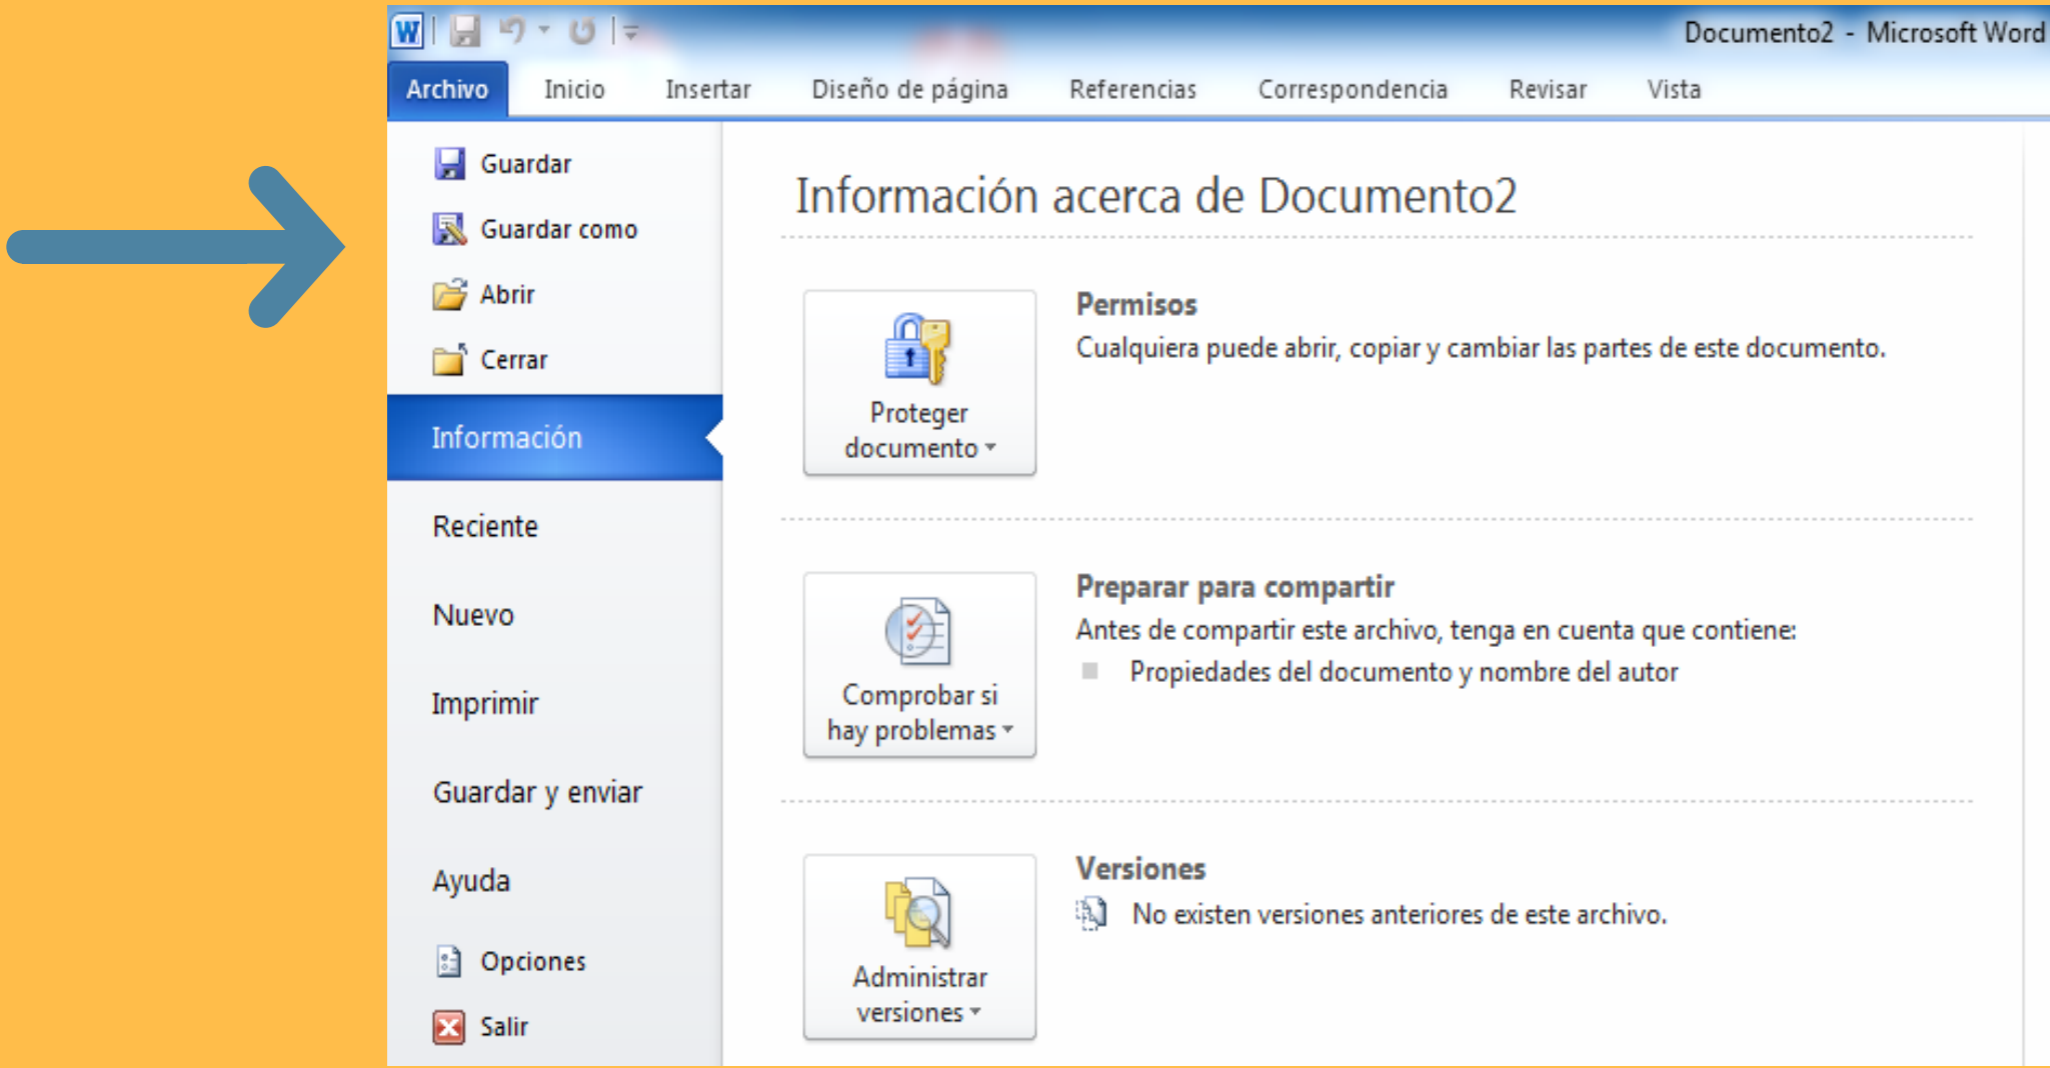 Documento2 - Microsoft Word
Archivo Inicio Insertar Diseño de página Referencias Correspondencia Revisar Vista
Guardar
Guardar como
Abrir
Cerrar
Información
Reciente
Nuevo
Imprimir
Guardar y enviar
Ayuda
Opciones
Salir
Información acerca de Documento2
Proteger
documento
Permisos
Cualquiera puede abrir, copiar y cambiar las partes de este documento.
Comprobar si
hay problemas
Preparar para compartir
Antes de compartir este archivo, tenga en cuenta que contiene:
Propiedades del documento y nombre del autor
Administrar
versiones
Versiones
No existen versiones anteriores de este archivo.